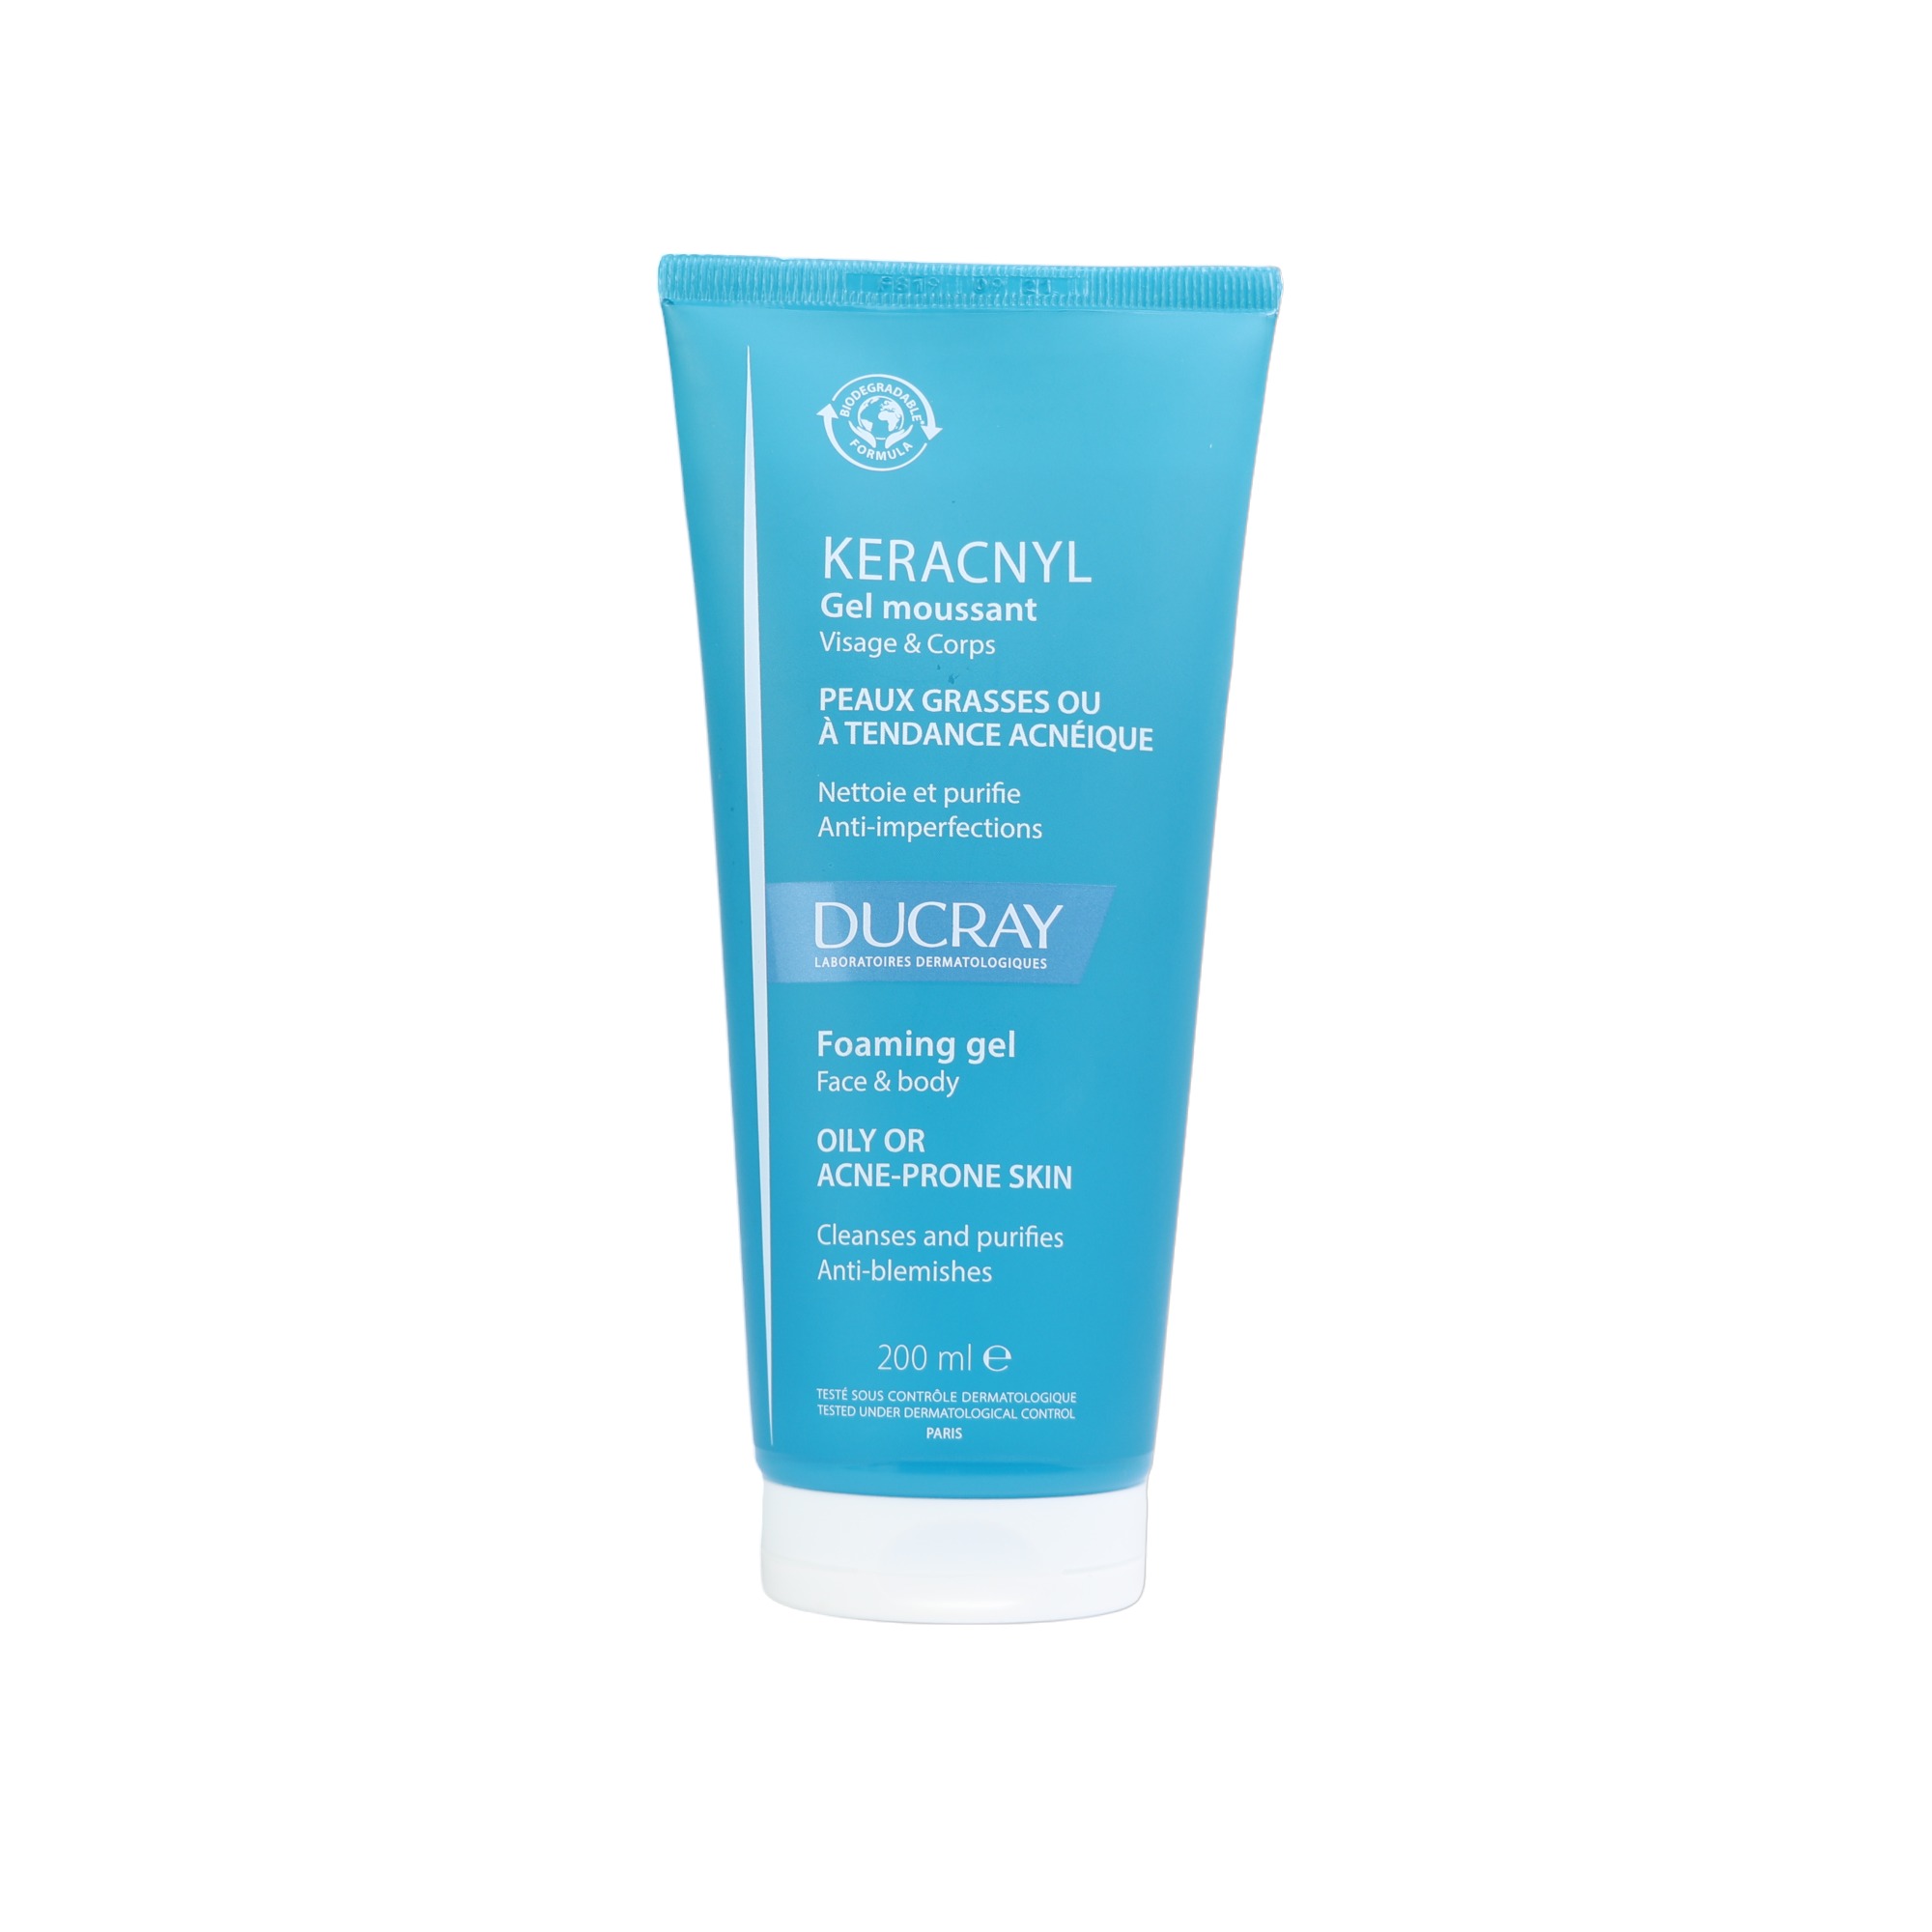 BIODEGRADABLE*
FORMULA
KERACNYL
Gel moussant
Visage & Corps
PEAUX GRASSES OU
À TENDANCE ACNÉIQUE
Nettoie et purifie
Anti-imperfections
DUCRAY
LABORATOIRES DERMATOLOGIQUES
Foaming gel
Face & body
OILY OR
ACNE-PRONE SKIN
Cleanses and purifies
Anti-blemishes
200 ml ℮
TESTÉ SOUS CONTRÔLE DERMATOLOGIQUE
TESTED UNDER DERMATOLOGICAL CONTROL
PARIS